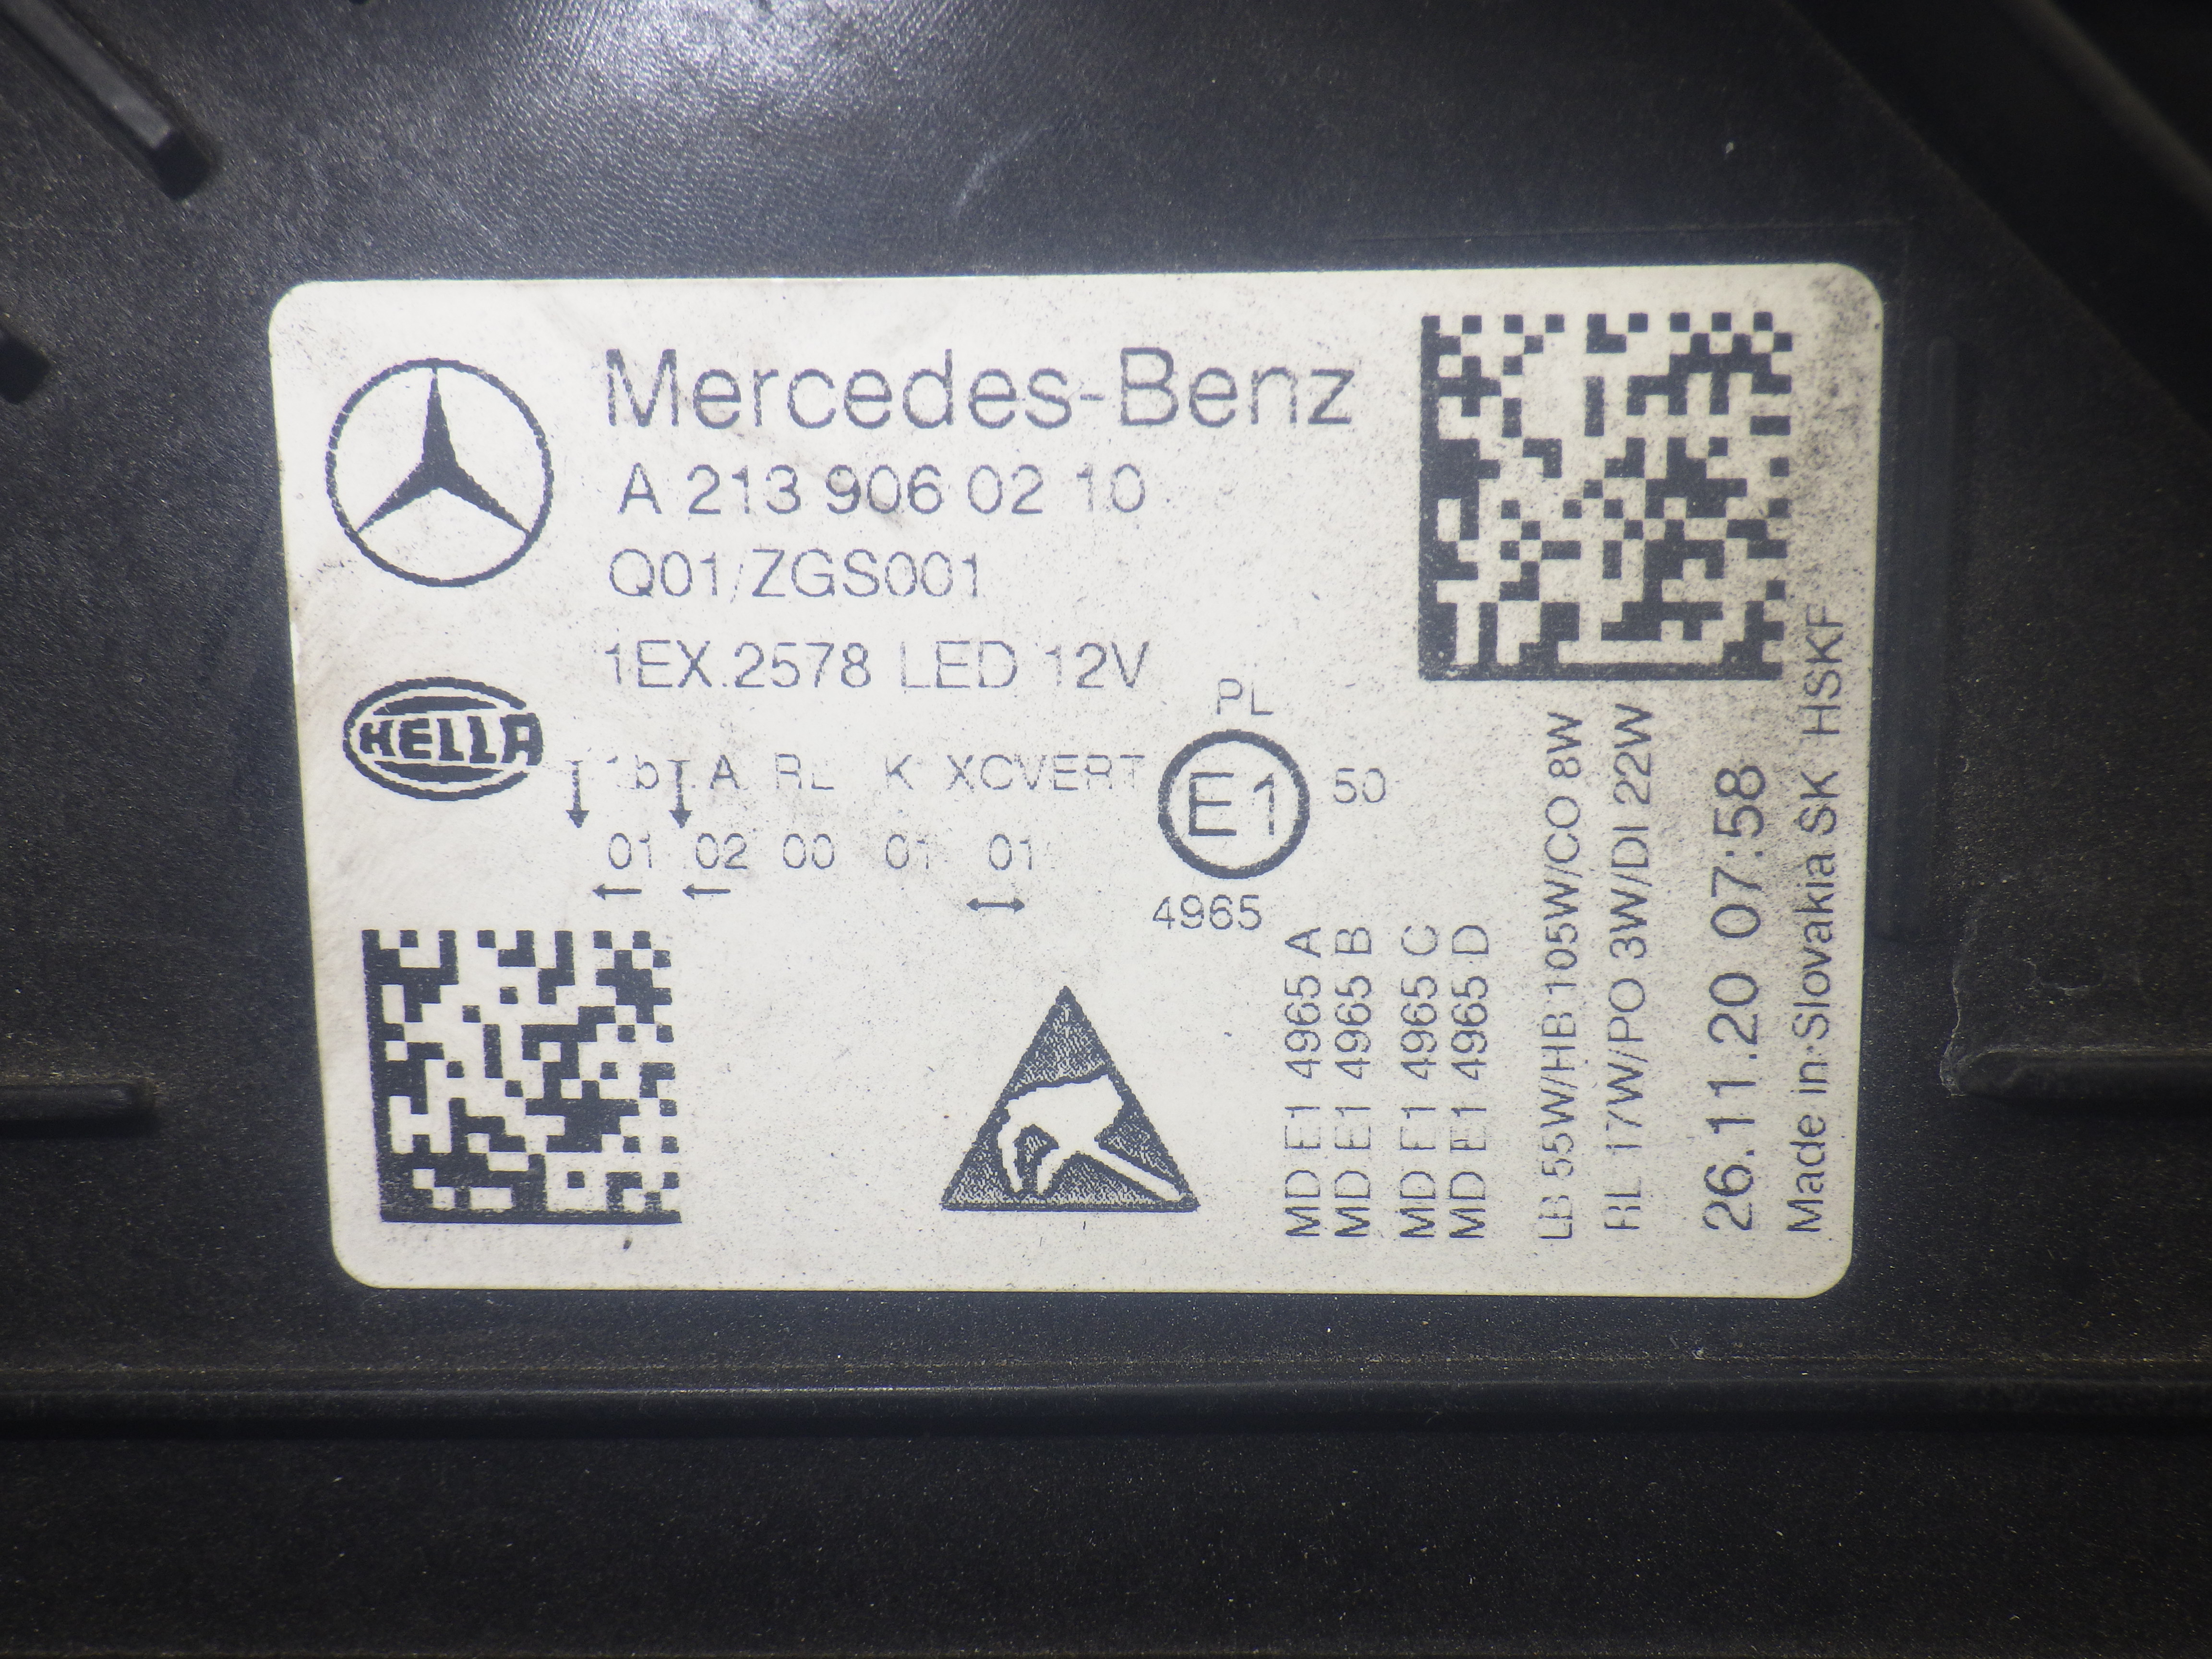 Mercedes-Benz
A 213 906 02 10
Q01/ZGS001
1EX.2578 LED 12V
HELLA
1b A RL K XCVERT
01 02 00 01 01
PL
E1
50
4965
MD E1 4965 A
MD E1 4965 B
MD E1 4965 C
MD E1 4965 D
LB 55W/HB 105W/CO 8W
RL 17W/PO 3W/DI 22W
26.11.20 07:58
Made in Slovakia SK HSKF